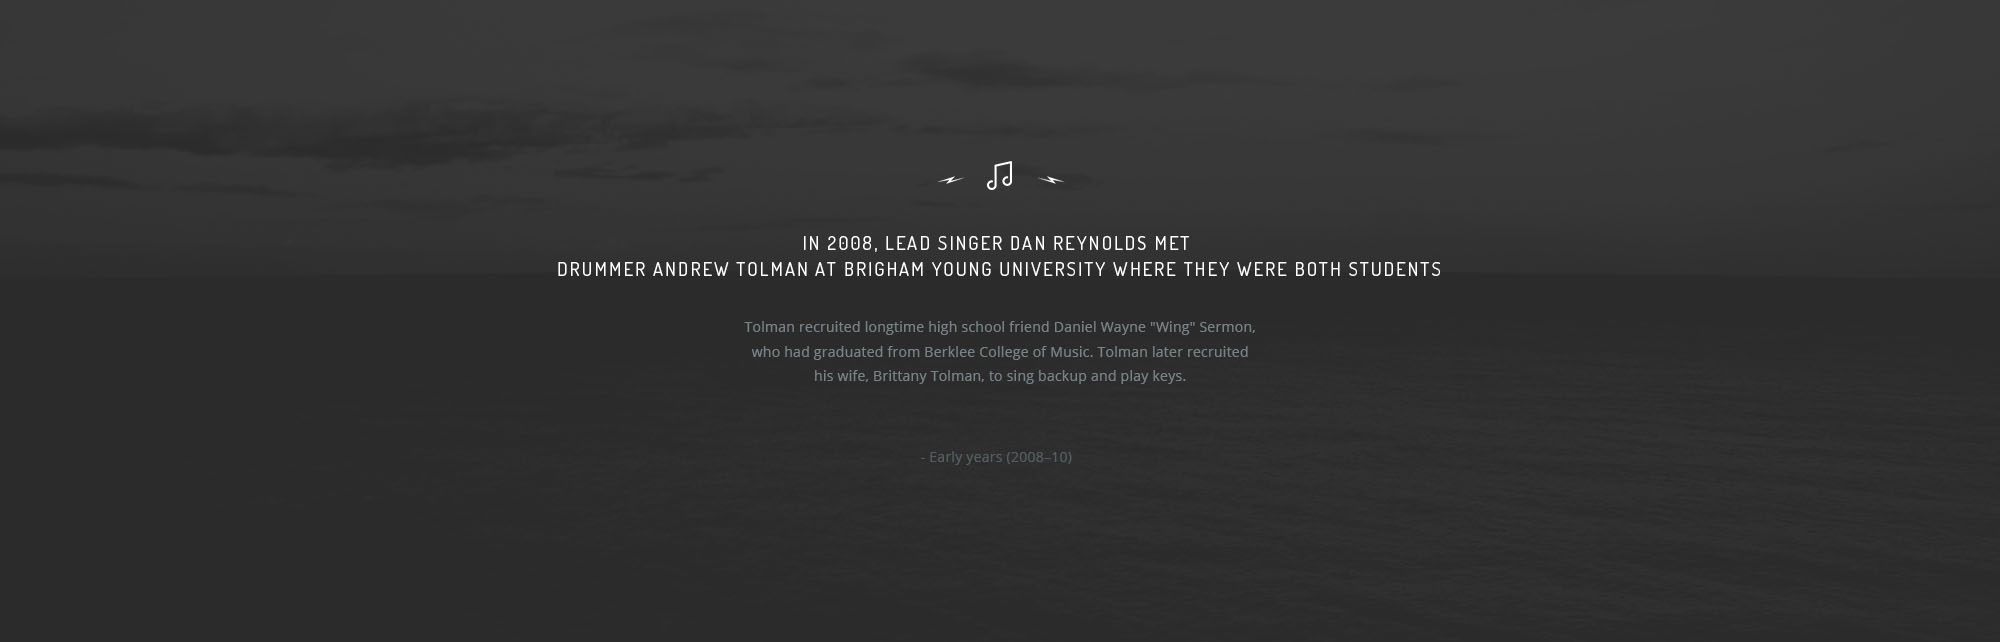 IN 2008, LEAD SINGER DAN REYNOLDS MET
DRUMMER ANDREW TOLMAN AT BRIGHAM YOUNG UNIVERSITY WHERE THEY WERE BOTH STUDENTS
Tolman recruited longtime high school friend Daniel Wayne "Wing" Sermon,
who had graduated from Berklee College of Music. Tolman later recruited
his wife, Brittany Tolman, to sing backup and play keys.
- Early years (2008–10)